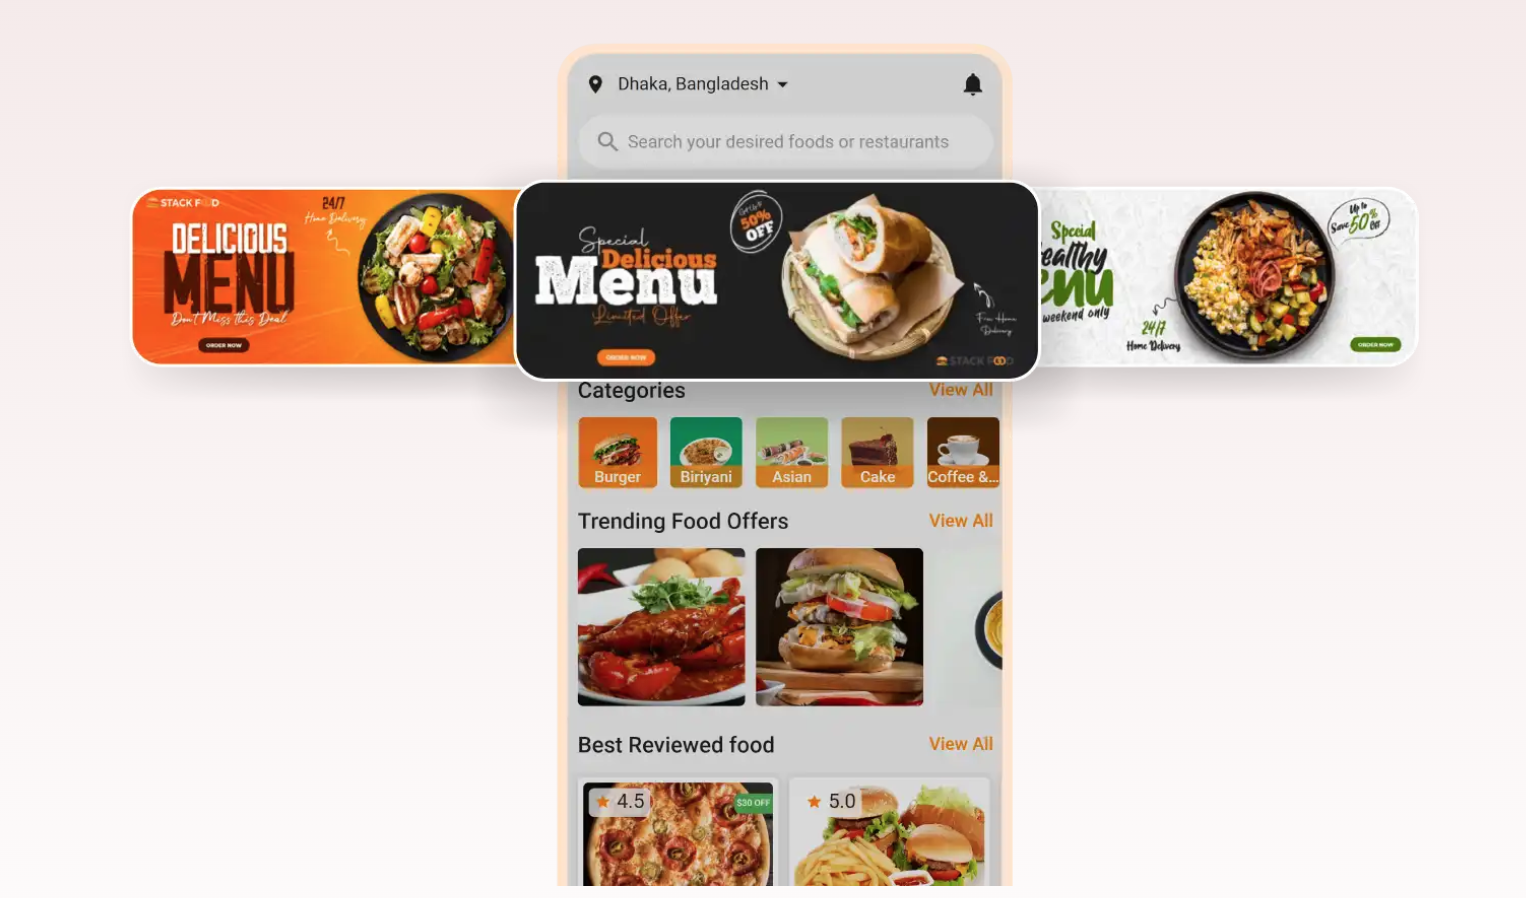 Dhaka, Bangladesh
Search your desired foods or restaurants
STACK FOOD
24/7
Home Delivery
DELICIOUS
MENU
Don't Miss This Deal
ORDER NOW
50%
OFF
Special
Delicious
Menu
Limited Offer
Free Home
Delivery
ORDER NOW
STACK FOOD
Up to
Save 50% Off
Special
ealthy
enu
weekend only
24/7
Home Delivery
ORDER NOW
Categories
View All
Burger
Biriyani
Asian
Cake
Coffee &...
Trending Food Offers
View All
Best Reviewed food
View All
4.5
$30 OFF
5.0